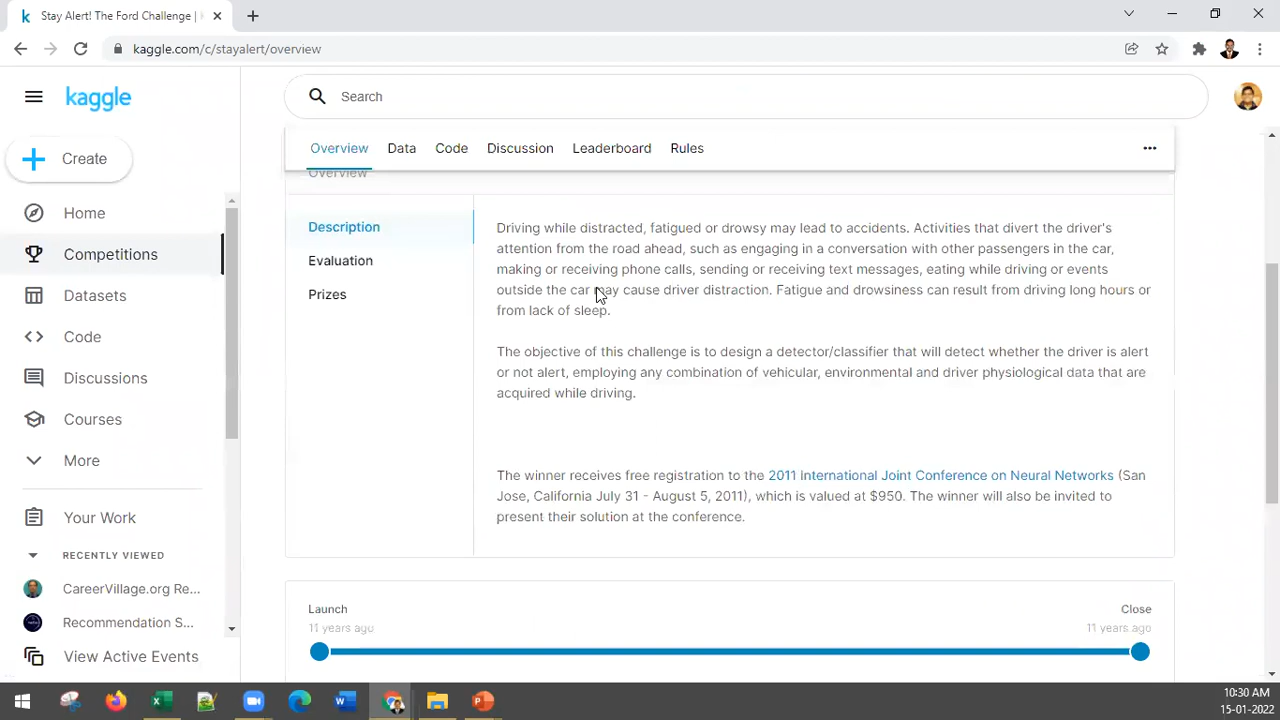 Stay Alert! The Ford Challenge |
kaggle.com/c/stayalert/overview
kaggle
Search
Create
Overview
Data
Code
Discussion
Leaderboard
Rules
Overview
Home
Competitions
Datasets
Code
Discussions
Courses
More
Your Work
RECENTLY VIEWED
CareerVillage.org Re...
Recommendation S...
View Active Events
Description
Evaluation
Prizes
Driving while distracted, fatigued or drowsy may lead to accidents. Activities that divert the driver's
attention from the road ahead, such as engaging in a conversation with other passengers in the car,
making or receiving phone calls, sending or receiving text messages, eating while driving or events
outside the car may cause driver distraction. Fatigue and drowsiness can result from driving long hours or
from lack of sleep.
The objective of this challenge is to design a detector/classifier that will detect whether the driver is alert
or not alert, employing any combination of vehicular, environmental and driver physiological data that are
acquired while driving.
The winner receives free registration to the 2011 International Joint Conference on Neural Networks (San
Jose, California July 31 - August 5, 2011), which is valued at $950. The winner will also be invited to
present their solution at the conference.
Launch
11 years ago
Close
11 years ago
10:30 AM
15-01-2022